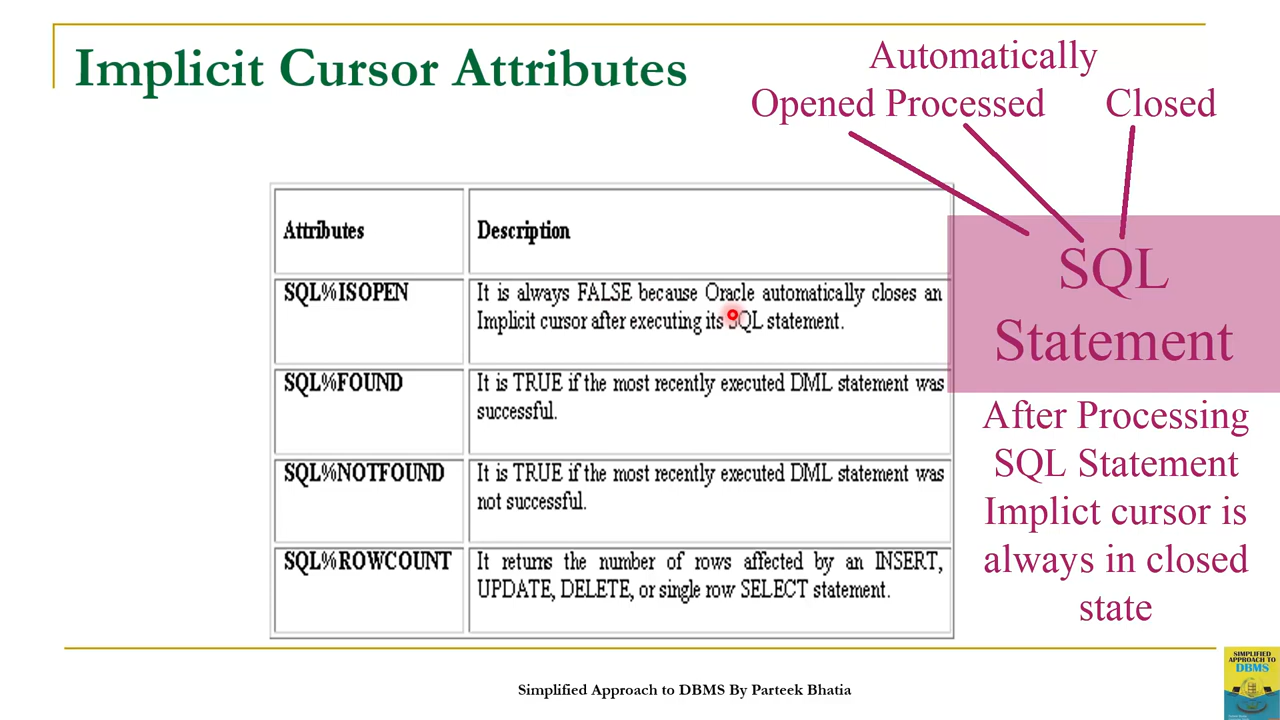 Implicit Cursor Attributes
Automatically
Opened Processed Closed
Attributes
Description
SQL%ISOPEN
It is always FALSE because Oracle automatically closes an
Implicit cursor after executing its SQL statement.
SQL%FOUND
It is TRUE if the most recently executed DML statement was
successful.
SQL%NOTFOUND
It is TRUE if the most recently executed DML statement was
not successful.
SQL%ROWCOUNT
It returns the number of rows affected by an INSERT,
UPDATE, DELETE, or single row SELECT statement.
SQL
Statement
After Processing
SQL Statement
Implict cursor is
always in closed
state
Simplified Approach to DBMS By Parteek Bhatia
SIMPLIFIED
APPROACH TO
DBMS